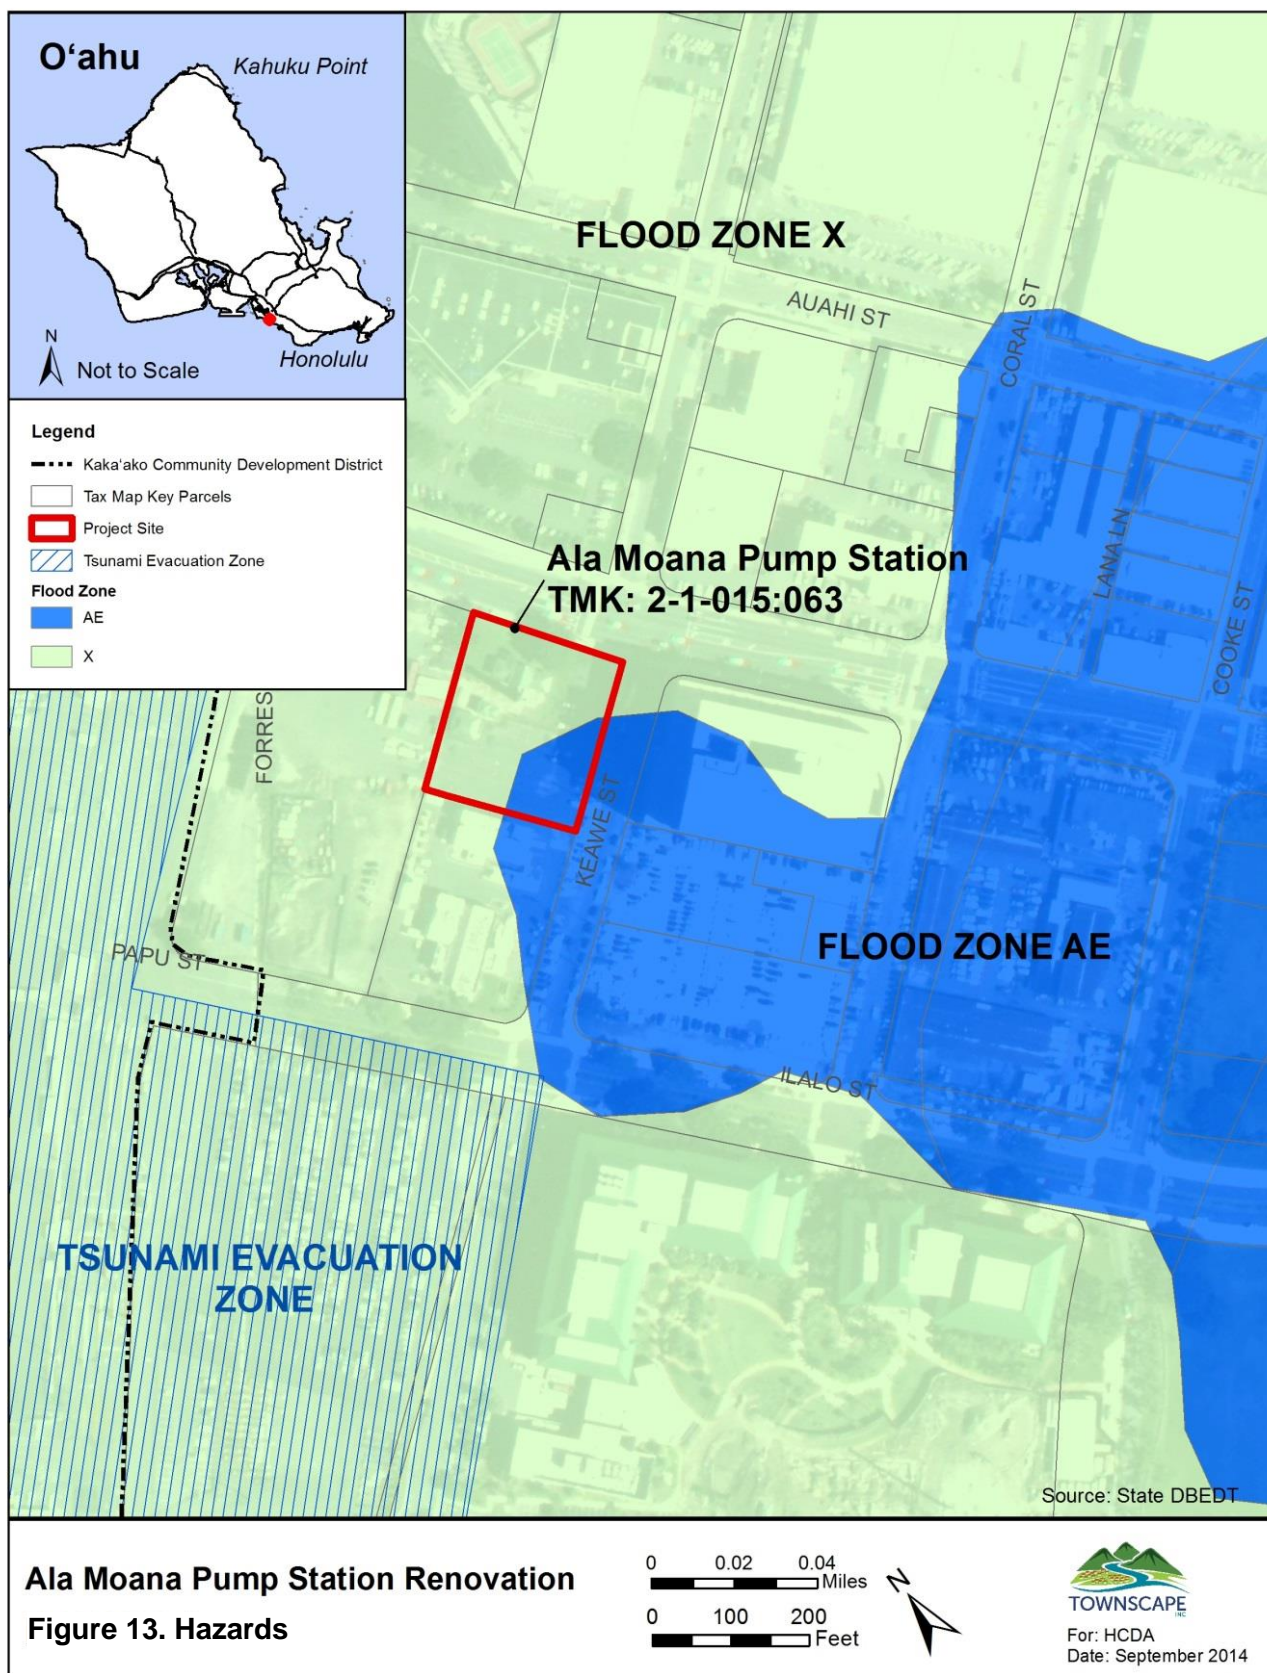 O‘ahu
Kahuku Point
Honolulu
N
Not to Scale
Legend
Kaka‘ako Community Development District
Tax Map Key Parcels
Project Site
Tsunami Evacuation Zone
Flood Zone
AE
X
FLOOD ZONE X
AUAHI ST
CORAL ST
LANA LN
COOKE ST
Ala Moana Pump Station
TMK: 2-1-015:063
FORRES
KEAWE ST
PAPU ST
FLOOD ZONE AE
ILALO ST
TSUNAMI EVACUATION
ZONE
Source: State DBEDT
Ala Moana Pump Station Renovation
Figure 13. Hazards
0 0.02 0.04
Miles
0 100 200
Feet
N
TOWNSCAPE
INC
For: HCDA
Date: September 2014